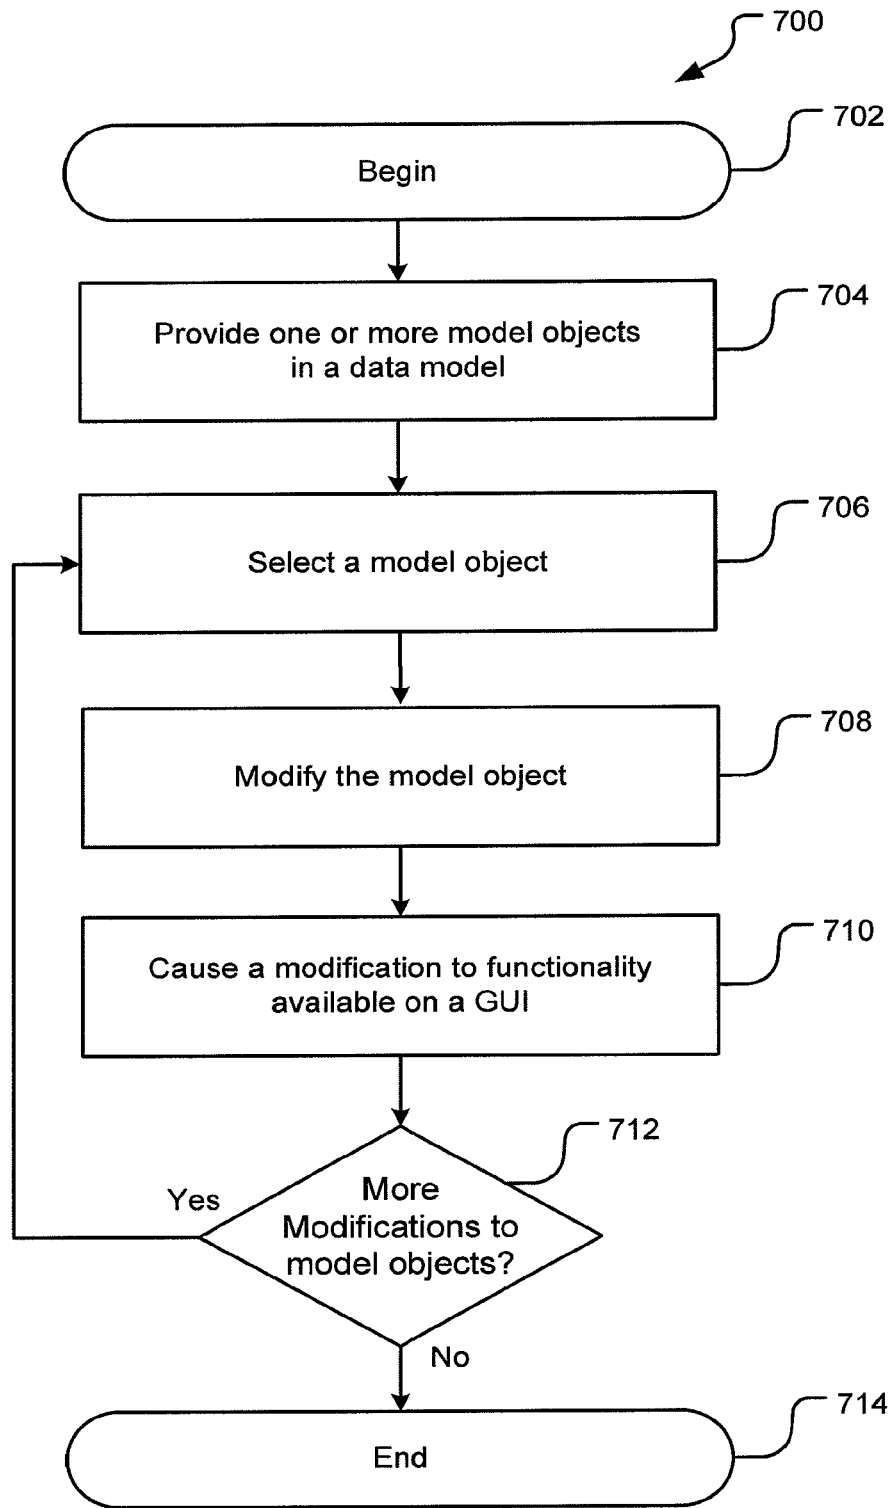 700
702
Begin
704
Provide one or more model objects
in a data model
706
Select a model object
708
Modify the model object
710
Cause a modification to functionality
available on a GUI
712
Yes
More
Modifications to
model objects?
No
714
End